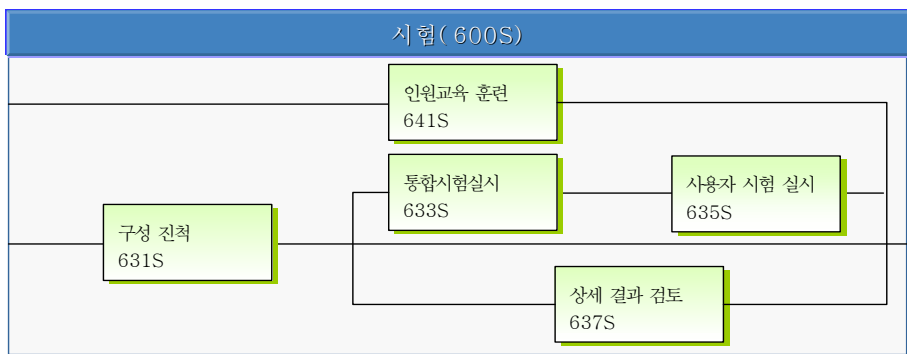 시험( 600S)
인원교육 훈련
641S
통합시험실시
633S
사용자 시험 실시
635S
구성 진척
631S
상세 결과 검토
637S